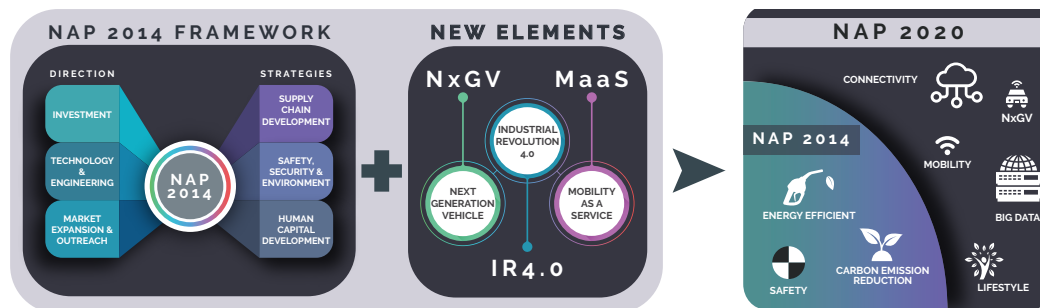 NAP 2014 FRAMEWORK
DIRECTION
STRATEGIES
INVESTMENT
TECHNOLOGY
&
ENGINEERING
MARKET
EXPANSION &
OUTREACH
NAP
2014
SUPPLY
CHAIN
DEVELOPMENT
SAFETY,
SECURITY &
ENVIRONMENT
HUMAN
CAPITAL
DEVELOPMENT
NEW ELEMENTS
NxGV
MaaS
INDUSTRIAL
REVOLUTION
4.0
NEXT
GENERATION
VEHICLE
MOBILITY
AS A
SERVICE
IR4.0
NAP 2020
CONNECTIVITY
NxGV
NAP 2014
MOBILITY
ENERGY EFFICIENT
BIG DATA
CARBON EMISSION
REDUCTION
SAFETY
LIFESTYLE